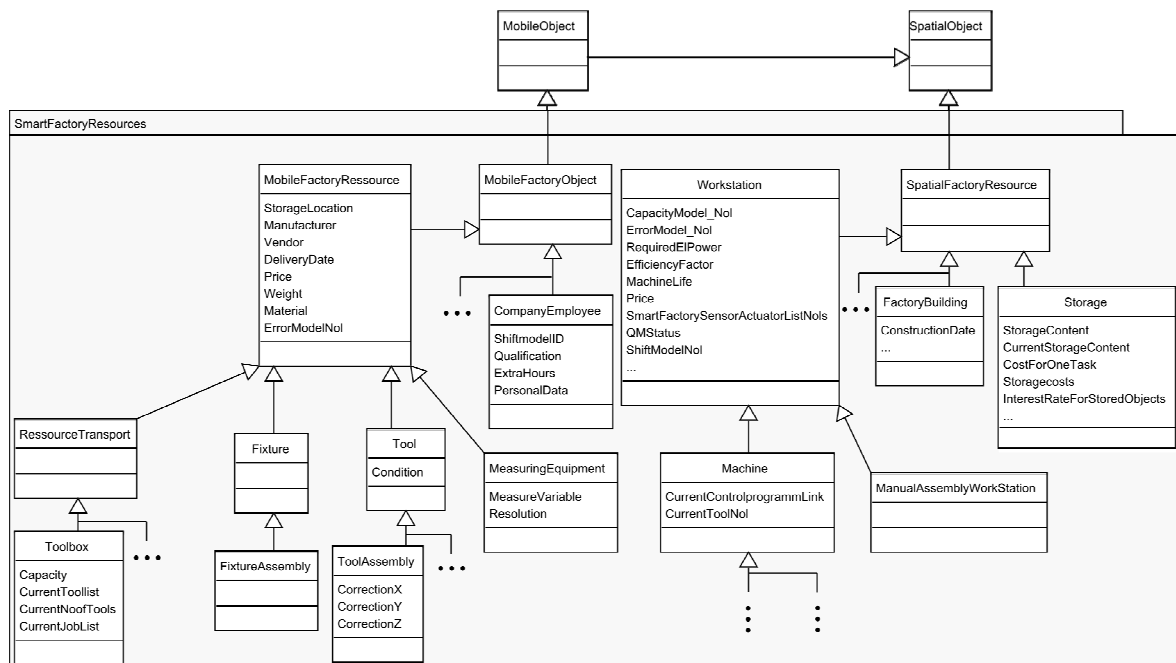 MobileObject
SpatialObject
SmartFactoryResources
MobileFactoryRessource
StorageLocation
Manufacturer
Vendor
DeliveryDate
Price
Weight
Material
ErrorModelNoI
MobileFactoryObject
Workstation
CapacityModel_NoI
ErrorModel_NoI
RequiredElPower
EfficiencyFactor
MachineLife
Price
SmartFactorySensorActuatorListNoIs
QMStatus
ShiftModelNoI
...
SpatialFactoryResource
...
CompanyEmployee
ShiftmodelID
Qualification
ExtraHours
PersonalData
...
FactoryBuilding
ConstructionDate
...
Storage
StorageContent
CurrentStorageContent
CostForOneTask
Storagecosts
InterestRateForStoredObjects
...
RessourceTransport
Fixture
Tool
Condition
MeasuringEquipment
MeasureVariable
Resolution
Machine
CurrentControlprogrammLink
CurrentToolNoI
ManualAssemblyWorkStation
Toolbox
Capacity
CurrentToollist
CurrentNoofTools
CurrentJobList
...
FixtureAssembly
ToolAssembly
CorrectionX
CorrectionY
CorrectionZ
...